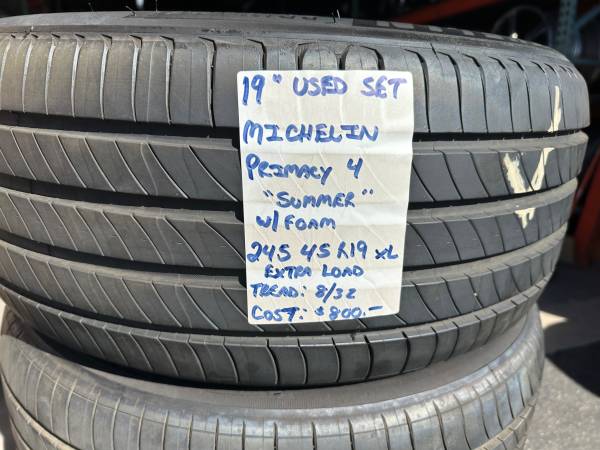 19" USED SET
MICHELIN
PRIMACY 4
"SUMMER"
W/ FOAM
245 45 R19 XL
EXTRA LOAD
TREAD: 8/32
COST: $800.-